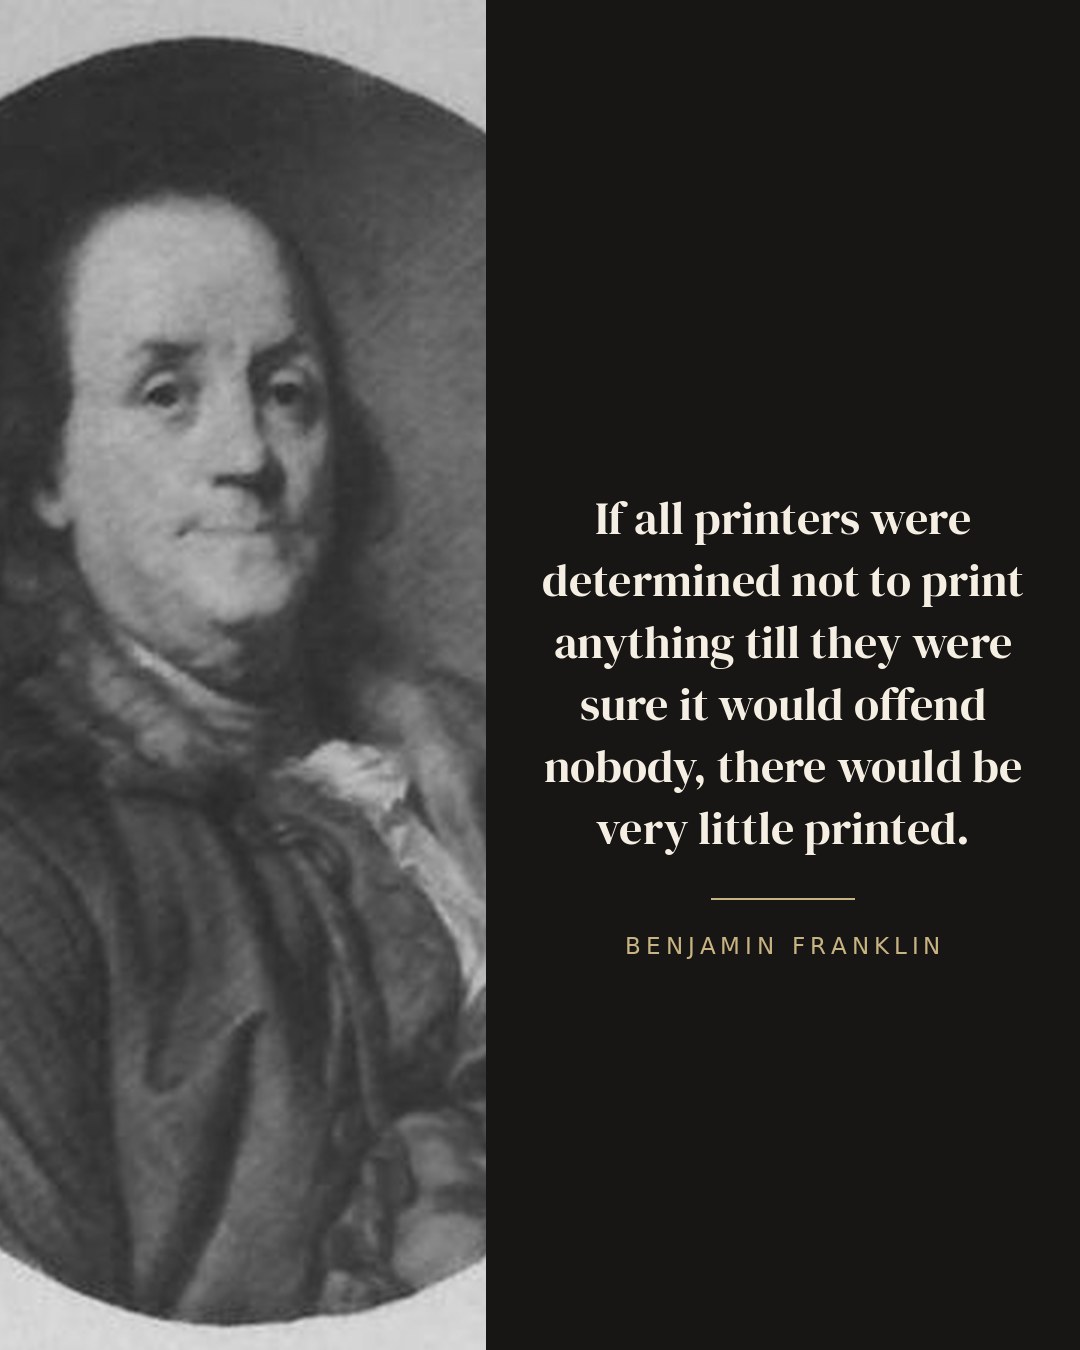 If all printers were
determined not to print
anything till they were
sure it would offend
nobody, there would be
very little printed.
BENJAMIN FRANKLIN